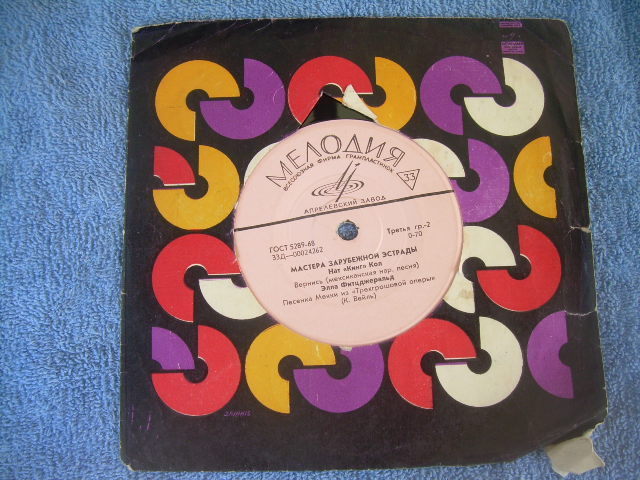 МЕЛОДИЯ
ВСЕСОЮЗНАЯ ФИРМА ГРАМПЛАСТИНОК
33
АПРЕЛЕВСКИЙ ЗАВОД
ГОСТ 5289-68
Третья гр.-2
33Д—00024262
0-70
МАСТЕРА ЗАРУБЕЖНОЙ ЭСТРАДЫ
Нат «Кинг» Кол
Вернись (мексиканская нар. песня)
Элла Фитцджеральд
Песенка Мекки из «Трехгрошовой оперы»
(К. Вейль)